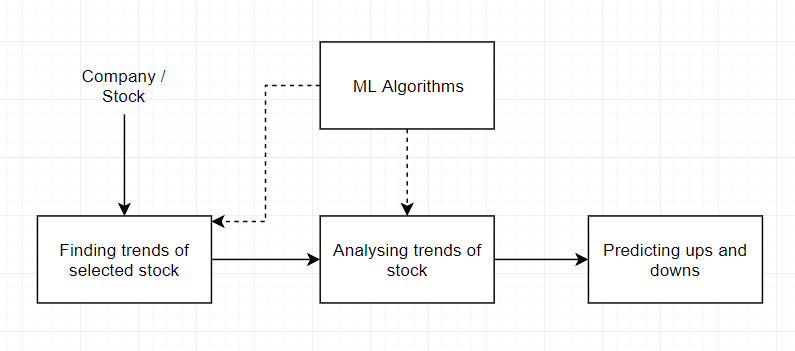 Company /
Stock
ML Algorithms
Finding trends of
selected stock
Analysing trends of
stock
Predicting ups and
downs